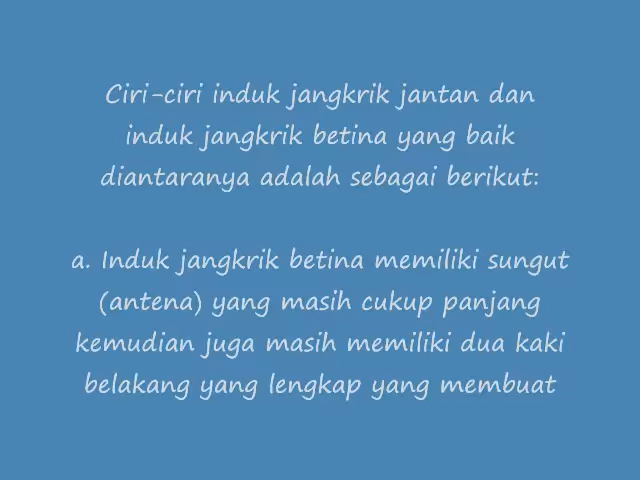 Ciri-ciri induk jangkrik jantan dan
induk jangkrik betina yang baik
diantaranya adalah sebagai berikut:
a. Induk jangkrik betina memiliki sungut
(antena) yang masih cukup panjang
kemudian juga masih memiliki dua kaki
belakang yang lengkap yang membuat